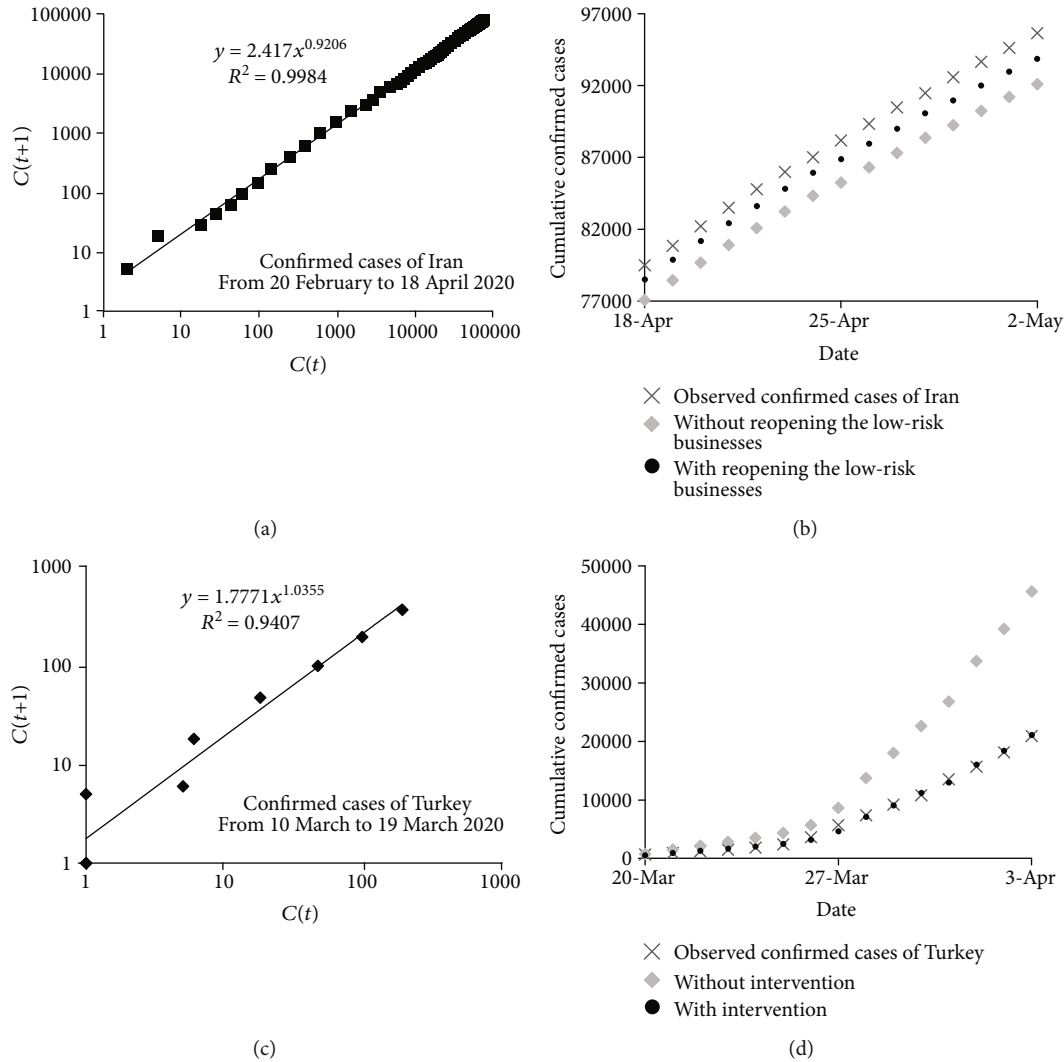 100000
10000
1000
100
10
1
C(t+1)
y = 2.417x^0.9206
R² = 0.9984
Confirmed cases of Iran
From 20 February to 18 April 2020
1 10 100 1000 10000 100000
C(t)
(a)
97000
92000
87000
82000
77000
Cumulative confirmed cases
18-Apr 25-Apr 2-May
Date
Observed confirmed cases of Iran
Without reopening the low-risk
businesses
With reopening the low-risk
businesses
(b)
1000
100
10
1
C(t+1)
y = 1.7771x^1.0355
R² = 0.9407
Confirmed cases of Turkey
From 10 March to 19 March 2020
1 10 100 1000
C(t)
(c)
50000
40000
30000
20000
10000
0
Cumulative confirmed cases
20-Mar 27-Mar 3-Apr
Date
Observed confirmed cases of Turkey
Without intervention
With intervention
(d)